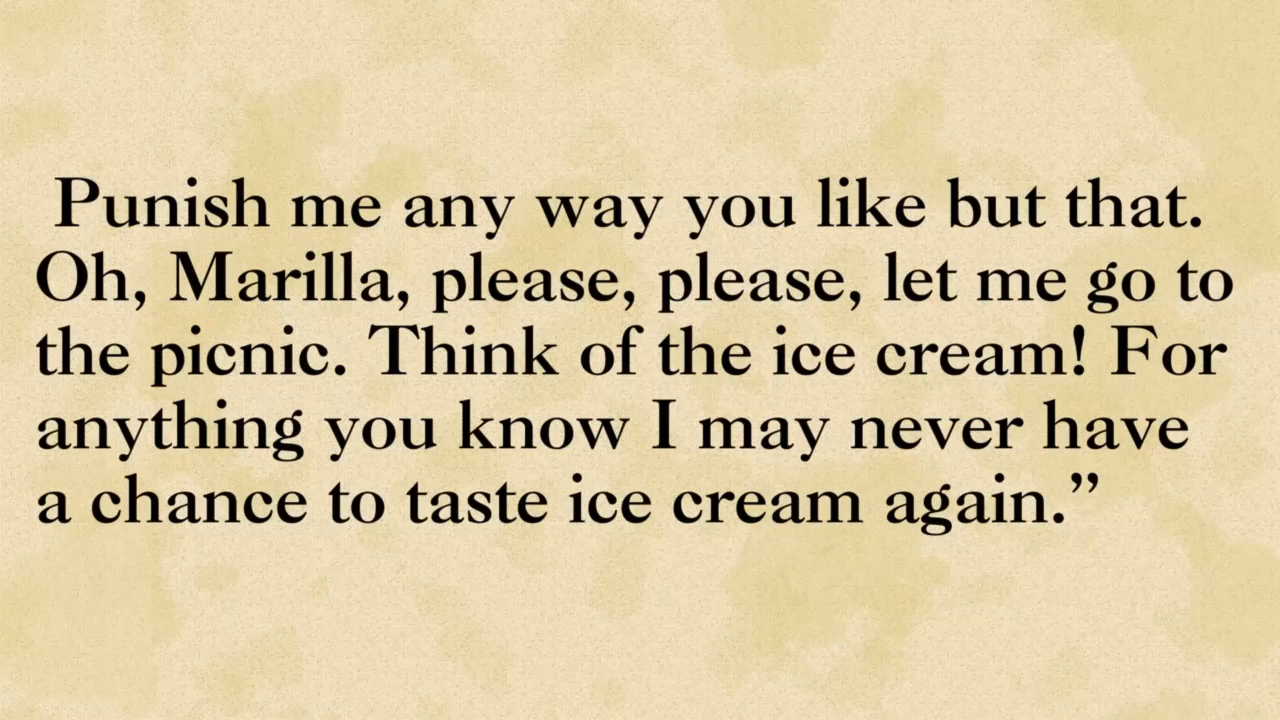 Punish me any way you like but that.
Oh, Marilla, please, please, let me go to
the picnic. Think of the ice cream! For
anything you know I may never have
a chance to taste ice cream again.”